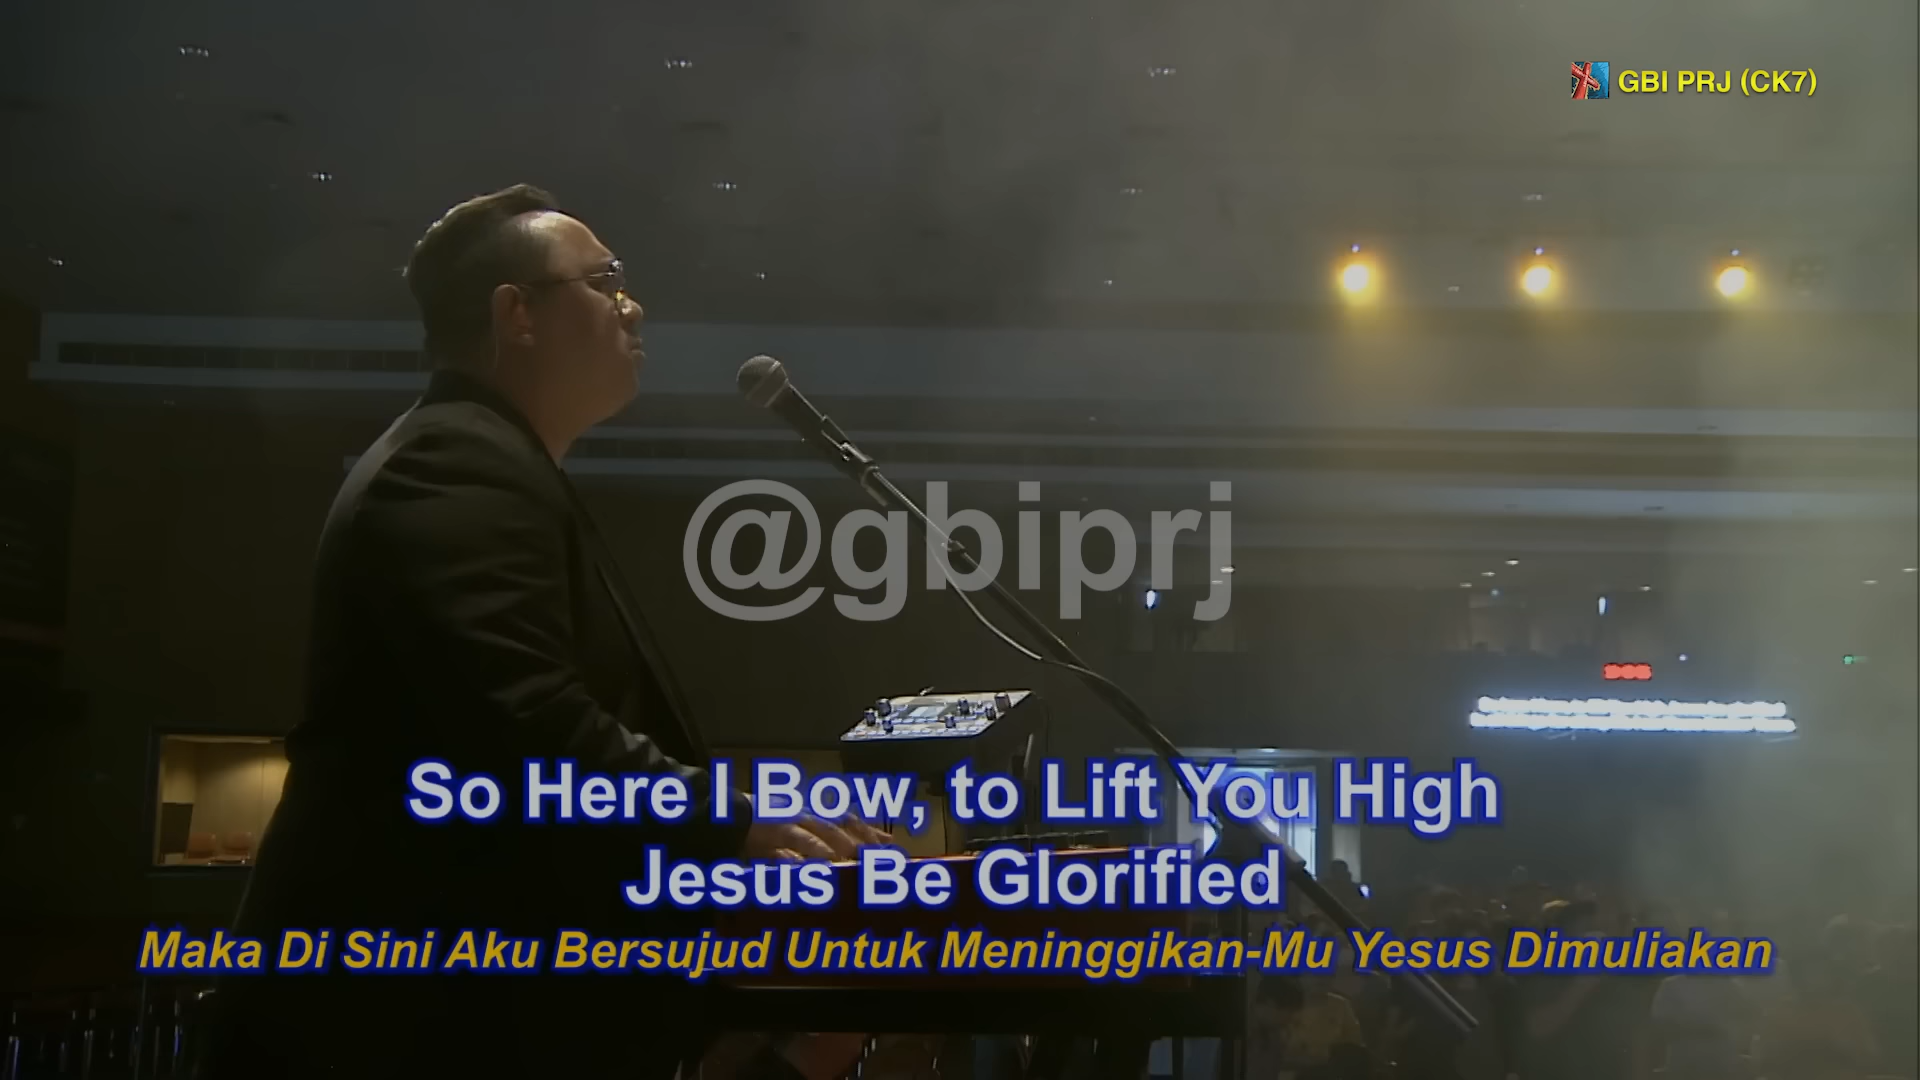 GBI PRJ (CK7)
@gbiprj
So Here I Bow, to Lift You High
Jesus Be Glorified
Maka Di Sini Aku Bersujud Untuk Meninggikan-Mu Yesus Dimuliakan